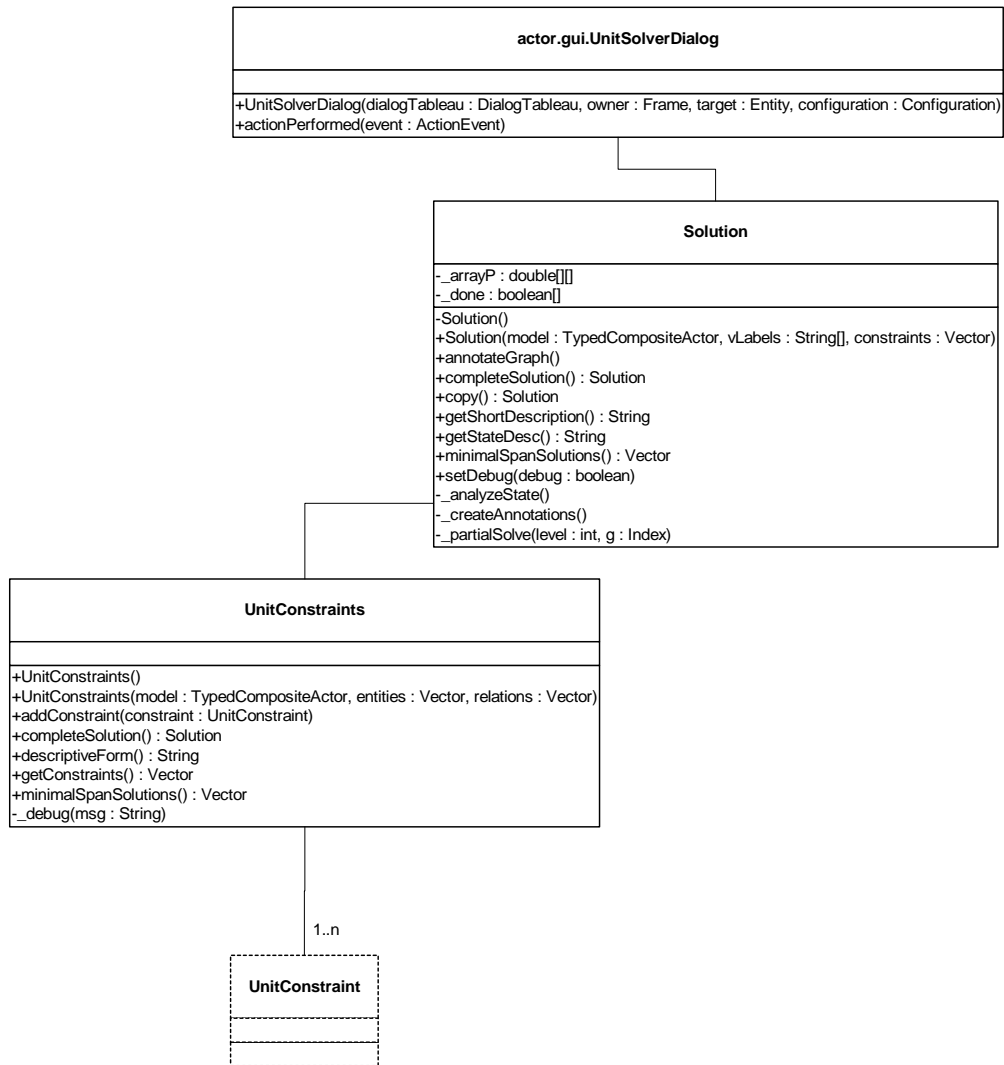 actor.gui.UnitSolverDialog
+UnitSolverDialog(dialogTableau : DialogTableau, owner : Frame, target : Entity, configuration : Configuration)
+actionPerformed(event : ActionEvent)
Solution
-_arrayP : double[][]
-_done : boolean[]
-Solution()
+Solution(model : TypedCompositeActor, vLabels : String[], constraints : Vector)
+annotateGraph()
+completeSolution() : Solution
+copy() : Solution
+getShortDescription() : String
+getStateDesc() : String
+minimalSpanSolutions() : Vector
+setDebug(debug : boolean)
-_analyzeState()
-_createAnnotations()
-_partialSolve(level : int, g : Index)
UnitConstraints
+UnitConstraints()
+UnitConstraints(model : TypedCompositeActor, entities : Vector, relations : Vector)
+addConstraint(constraint : UnitConstraint)
+completeSolution() : Solution
+descriptiveForm() : String
+getConstraints() : Vector
+minimalSpanSolutions() : Vector
-_debug(msg : String)
1..n
UnitConstraint